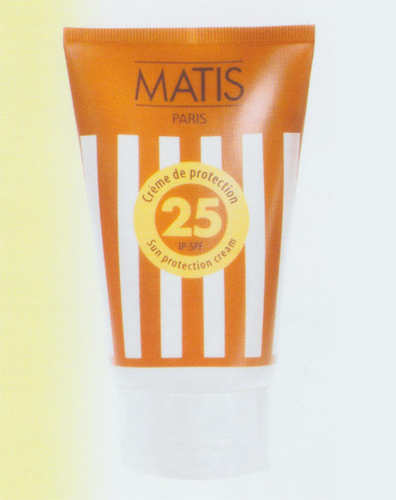 MATIS
PARIS
Crème de protection
25
IP-SPF
Sun protection cream